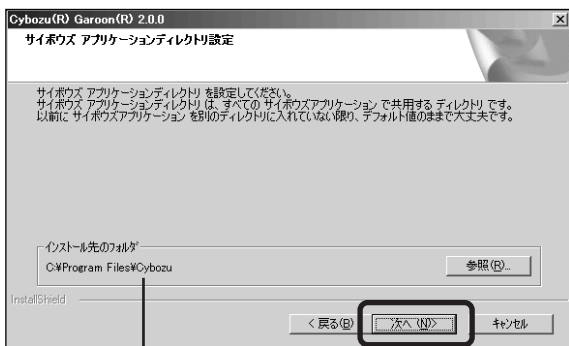 Cybozu(R) Garoon(R) 2.0.0
サイボウズ アプリケーションディレクトリ設定
サイボウズ アプリケーションディレクトリ を設定してください。
サイボウズ アプリケーションディレクトリ は、すべての サイボウズアプリケーション で共用する ディレクトリ です。
以前に サイボウズアプリケーション を別のディレクトリに入れていない限り、デフォルト値のままで大丈夫です。
インストール先のフォルダ
C:¥Program Files¥Cybozu
参照(R)...
InstallShield
< 戻る(B)
次へ (N)>
キャンセル